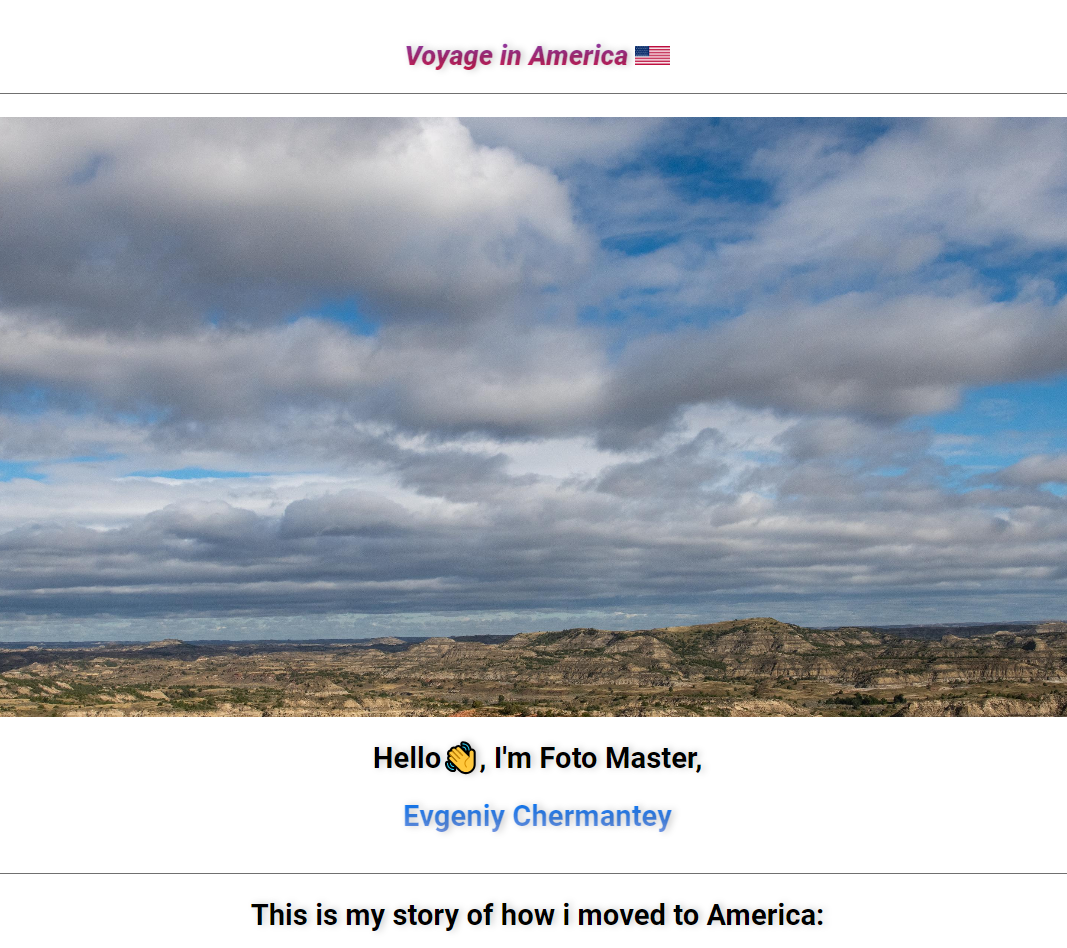 Voyage in America 🇺🇸
Hello👋, I'm Foto Master,
Evgeniy Chermantey
This is my story of how i moved to America: